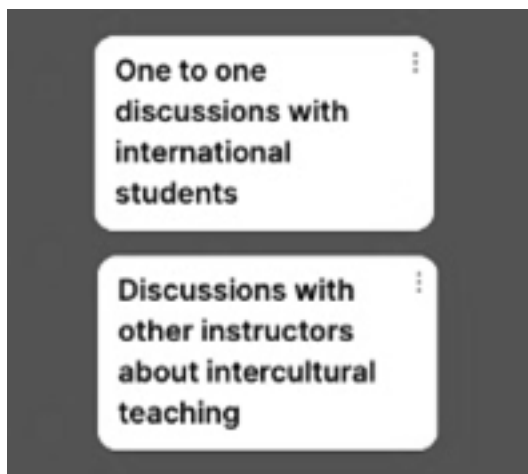 One to one
discussions with
international
students
Discussions with
other instructors
about intercultural
teaching